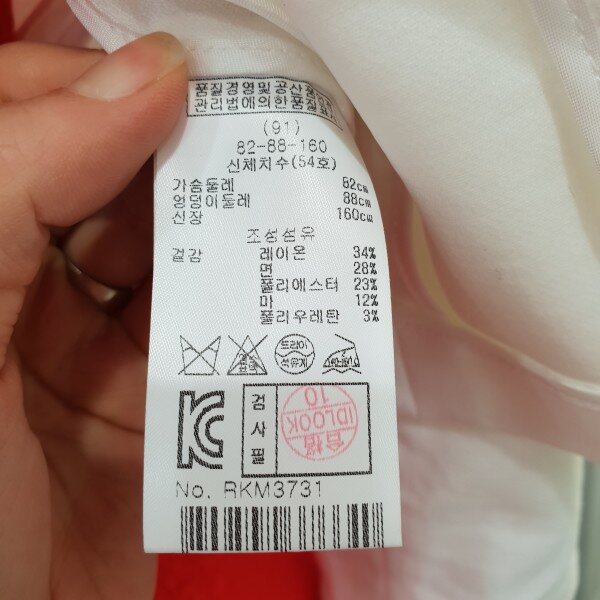 품질경영및공산품안전
관리법에의한품질표시
(91)
82-88-160
신체치수(54호)
가슴둘레 82cm
엉덩이둘레 88cm
신장 160cm
조성섬유
겉감 레이온 34%
면 28%
폴리에스터 23%
마 12%
폴리우레탄 3%
드라이
석유계
검사필
合格
IDLOOK
10
No. RKM3731